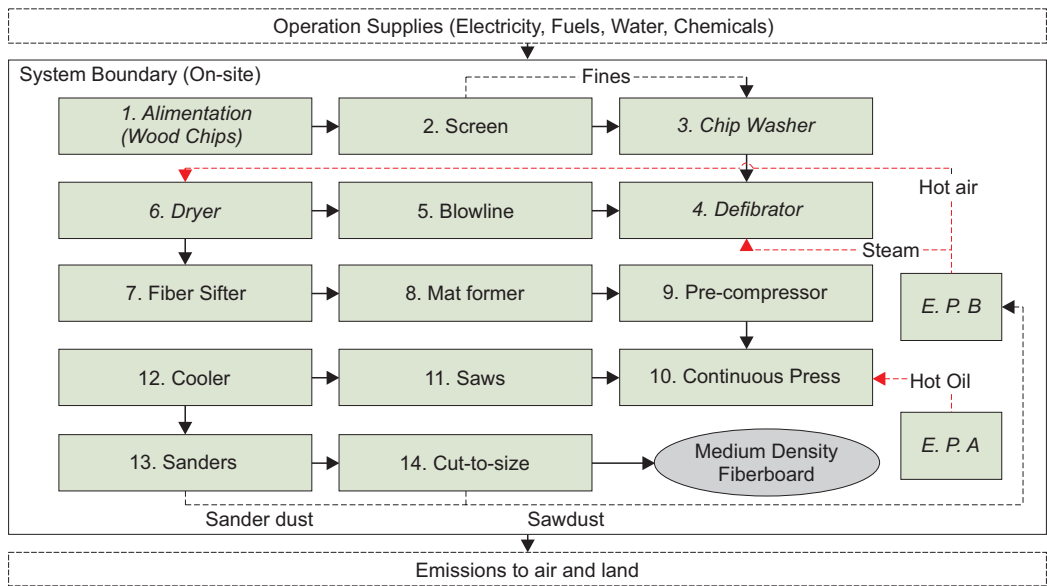 Operation Supplies (Electricity, Fuels, Water, Chemicals)
System Boundary (On-site)
Fines
1. Alimentation
(Wood Chips)
2. Screen
3. Chip Washer
Hot air
6. Dryer
5. Blowline
4. Defibrator
Steam
7. Fiber Sifter
8. Mat former
9. Pre-compressor
E. P. B
12. Cooler
11. Saws
10. Continuous Press
Hot Oil
13. Sanders
14. Cut-to-size
Medium Density
Fiberboard
E. P. A
Sander dust
Sawdust
Emissions to air and land